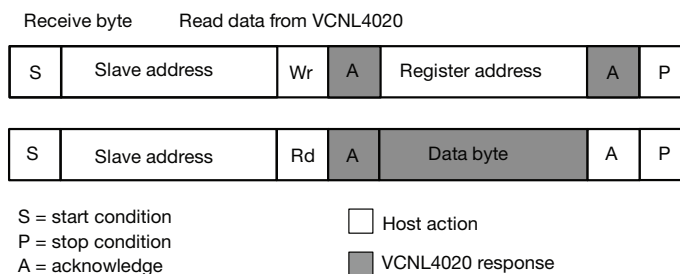 Receive byte Read data from VCNL4020
S Slave address Wr A Register address A P
S Slave address Rd A Data byte A P
S = start condition
P = stop condition
A = acknowledge
Host action
VCNL4020 response